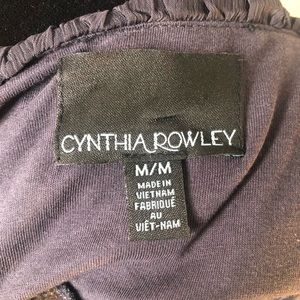 CYNTHIA ROWLEY
M/M
MADE IN
VIETNAM
FABRIQUÉ
AU
VIÊT-NAM